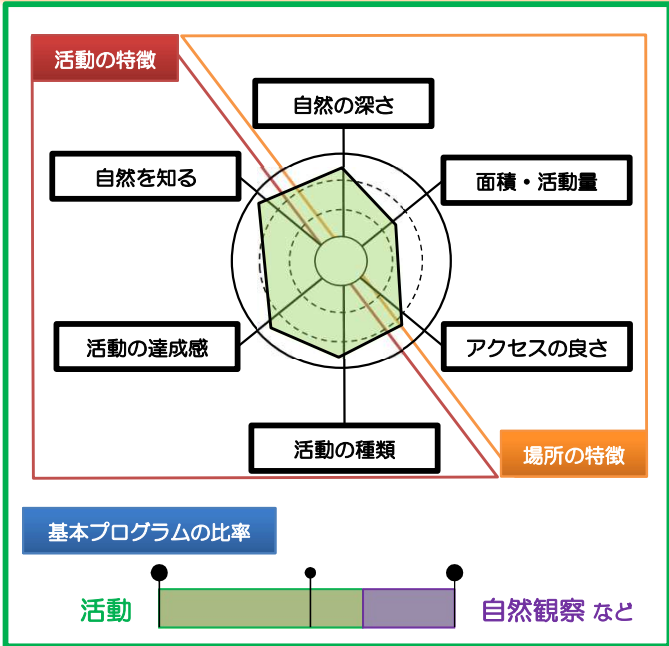 活動の特徴
自然の深さ
自然を知る
面積・活動量
活動の達成感
アクセスの良さ
活動の種類
場所の特徴
基本プログラムの比率
活動
自然観察 など